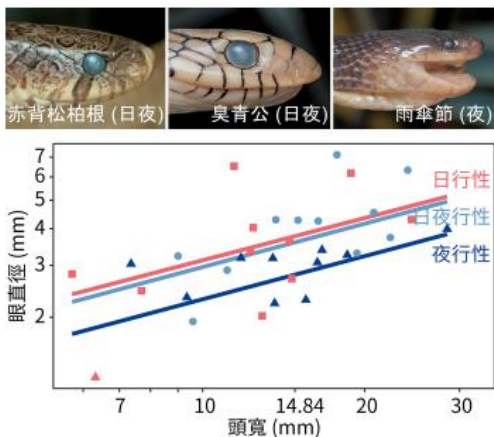 赤背松柏根 (日夜)
臭青公 (日夜)
雨傘節 (夜)
眼直徑 (mm)
7
6
5
4
3
2
日行性
日夜行性
夜行性
7
10
14.84
20
30
頭寬 (mm)